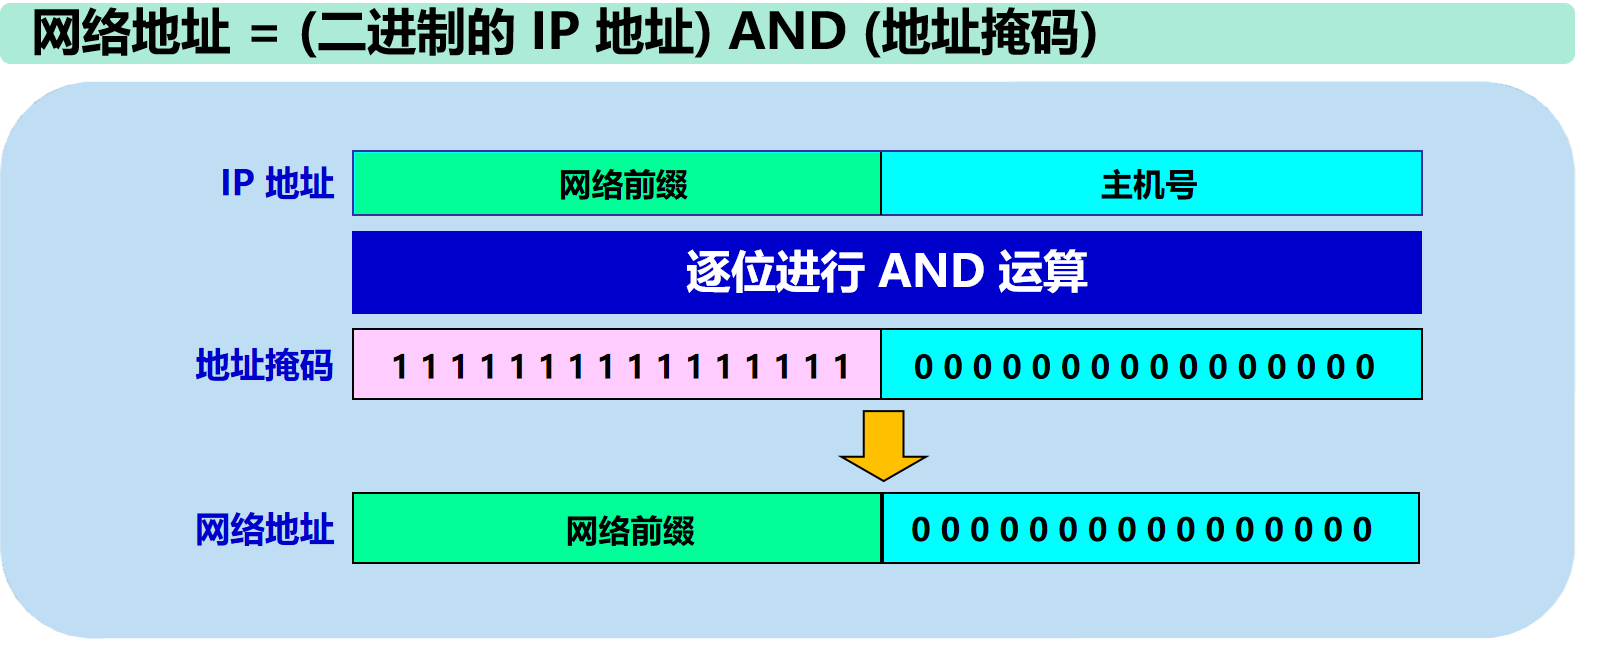 网络地址 = (二进制的 IP 地址) AND (地址掩码)
IP 地址 网络前缀 主机号
逐位进行 AND 运算
地址掩码 1 1 1 1 1 1 1 1 1 1 1 1 1 1 1 1 0 0 0 0 0 0 0 0 0 0 0 0 0 0 0 0
网络地址 网络前缀 0 0 0 0 0 0 0 0 0 0 0 0 0 0 0 0